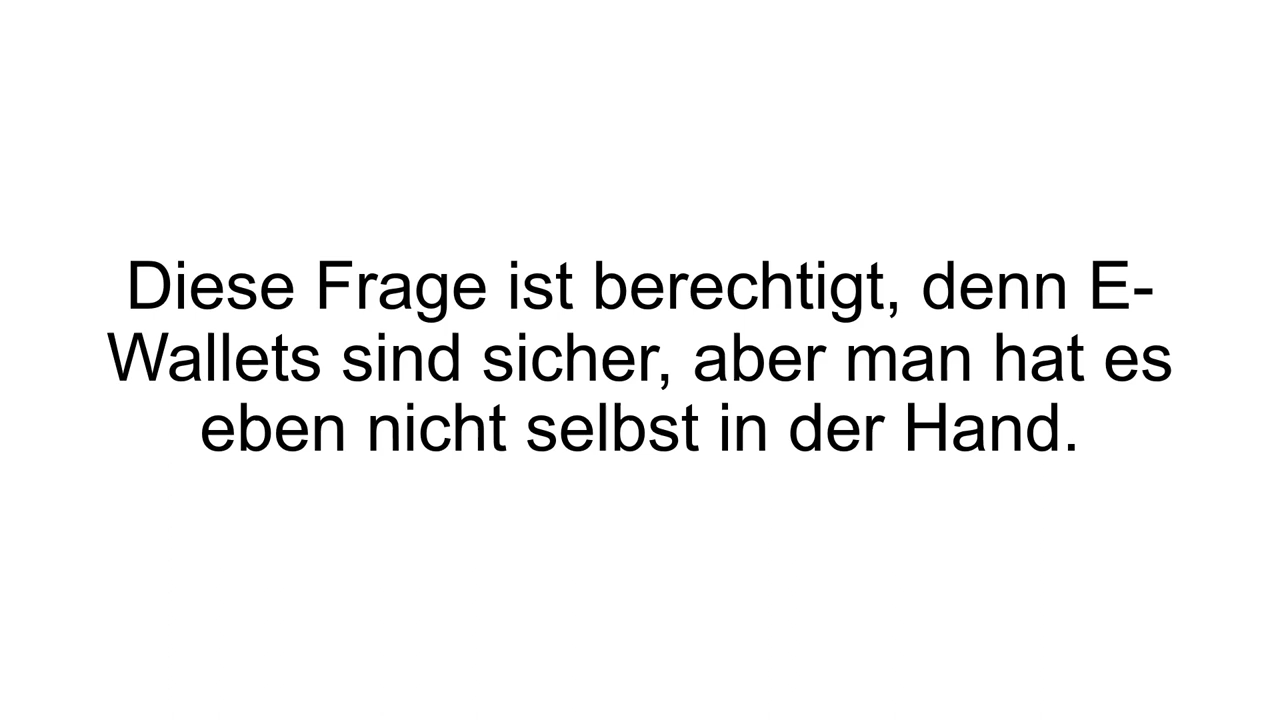 Diese Frage ist berechtigt, denn E-
Wallets sind sicher, aber man hat es
eben nicht selbst in der Hand.